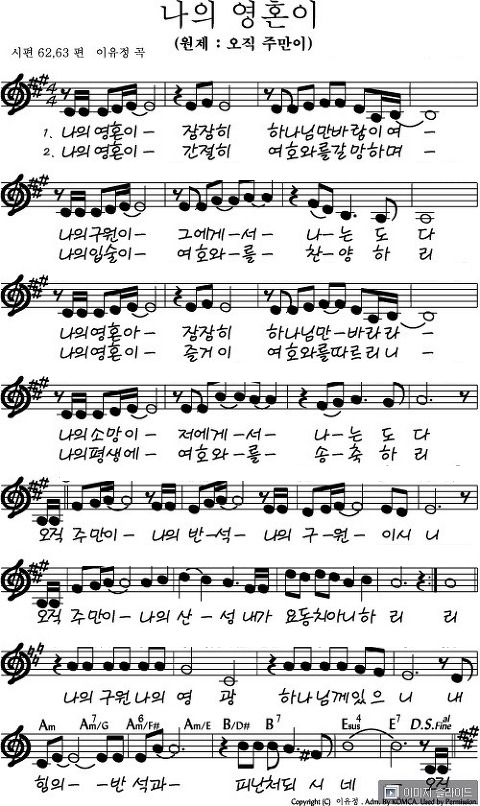 나의 영혼이
(원제 : 오직 주만이)
시편 62,63 편 이유정 곡
1. 나의영혼이- 잠잠히 하나님만바람이여-
2. 나의영혼이- 간절히 여호와를갈망하며
나의구원이- 그에게-서- 나-는 도 다
나의입술이- 여호와-를- 찬-양 하 리
나의영혼아- 잠잠히 하나님만-바라라-
나의영혼이- 즐거이 여호와를따르리니-
나의소망이- 저에게-서- 나-는 도 다
나의평생에- 여호와-를- 송-축 하 리
오직 주만이- 나의 반-석- 나의 구-원- 이시 니
오직 주만이- 나의 산-성 내가 요동치아니하 리 리
나의구원 나의 영 광 하나님께있으 니 내
Am Am7/G Am6/F# Am/E B/D# B7 Esus4 E7 D.S.al Fine
힘의- -반 석과- 피난처되 시네 - 오직
Copyright (C) 이유정. Adm. By KOMCA. Used by Permission
이미지 슬라이드